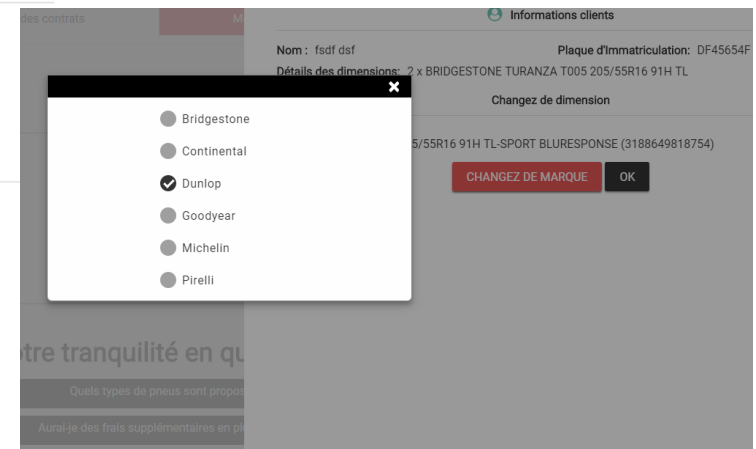 des contrats
M
Informations clients
Nom : fsdf dsf
Plaque d'Immatriculation: DF45654F
Détails des dimensions: 2 x BRIDGESTONE TURANZA T005 205/55R16 91H TL
Changez de dimension
Bridgestone
Continental
Dunlop
Goodyear
Michelin
Pirelli
5/55R16 91H TL-SPORT BLURESPONSE (3188649818754)
CHANGEZ DE MARQUE
OK
tre tranquilité en qu
Quels types de pneus sont propos
Aurai-je des frais supplémentaires en pl